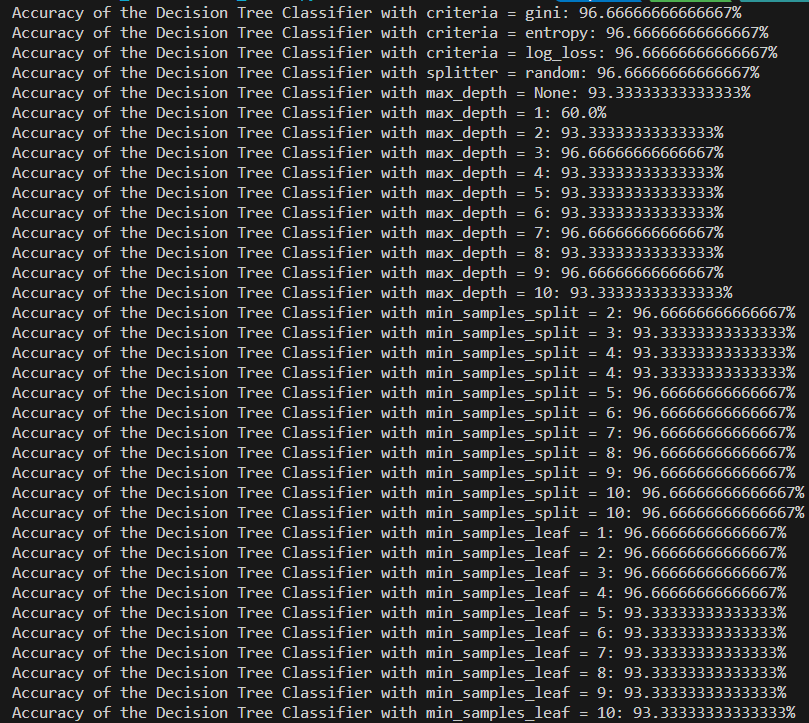 Accuracy of the Decision Tree Classifier with criteria = gini: 96.66666666666667%
Accuracy of the Decision Tree Classifier with criteria = entropy: 96.66666666666667%
Accuracy of the Decision Tree Classifier with criteria = log_loss: 96.66666666666667%
Accuracy of the Decision Tree Classifier with splitter = random: 96.66666666666667%
Accuracy of the Decision Tree Classifier with max_depth = None: 93.33333333333333%
Accuracy of the Decision Tree Classifier with max_depth = 1: 60.0%
Accuracy of the Decision Tree Classifier with max_depth = 2: 93.33333333333333%
Accuracy of the Decision Tree Classifier with max_depth = 3: 96.66666666666667%
Accuracy of the Decision Tree Classifier with max_depth = 4: 93.33333333333333%
Accuracy of the Decision Tree Classifier with max_depth = 5: 93.33333333333333%
Accuracy of the Decision Tree Classifier with max_depth = 6: 93.33333333333333%
Accuracy of the Decision Tree Classifier with max_depth = 7: 96.66666666666667%
Accuracy of the Decision Tree Classifier with max_depth = 8: 93.33333333333333%
Accuracy of the Decision Tree Classifier with max_depth = 9: 96.66666666666667%
Accuracy of the Decision Tree Classifier with max_depth = 10: 93.33333333333333%
Accuracy of the Decision Tree Classifier with min_samples_split = 2: 96.66666666666667%
Accuracy of the Decision Tree Classifier with min_samples_split = 3: 93.33333333333333%
Accuracy of the Decision Tree Classifier with min_samples_split = 4: 93.33333333333333%
Accuracy of the Decision Tree Classifier with min_samples_split = 4: 93.33333333333333%
Accuracy of the Decision Tree Classifier with min_samples_split = 5: 96.66666666666667%
Accuracy of the Decision Tree Classifier with min_samples_split = 6: 96.66666666666667%
Accuracy of the Decision Tree Classifier with min_samples_split = 7: 96.66666666666667%
Accuracy of the Decision Tree Classifier with min_samples_split = 8: 96.66666666666667%
Accuracy of the Decision Tree Classifier with min_samples_split = 9: 96.66666666666667%
Accuracy of the Decision Tree Classifier with min_samples_split = 10: 96.66666666666667%
Accuracy of the Decision Tree Classifier with min_samples_split = 10: 96.66666666666667%
Accuracy of the Decision Tree Classifier with min_samples_leaf = 1: 96.66666666666667%
Accuracy of the Decision Tree Classifier with min_samples_leaf = 2: 96.66666666666667%
Accuracy of the Decision Tree Classifier with min_samples_leaf = 3: 96.66666666666667%
Accuracy of the Decision Tree Classifier with min_samples_leaf = 4: 96.66666666666667%
Accuracy of the Decision Tree Classifier with min_samples_leaf = 5: 93.33333333333333%
Accuracy of the Decision Tree Classifier with min_samples_leaf = 6: 93.33333333333333%
Accuracy of the Decision Tree Classifier with min_samples_leaf = 7: 93.33333333333333%
Accuracy of the Decision Tree Classifier with min_samples_leaf = 8: 93.33333333333333%
Accuracy of the Decision Tree Classifier with min_samples_leaf = 9: 93.33333333333333%
Accuracy of the Decision Tree Classifier with min_samples_leaf = 10: 93.33333333333333%